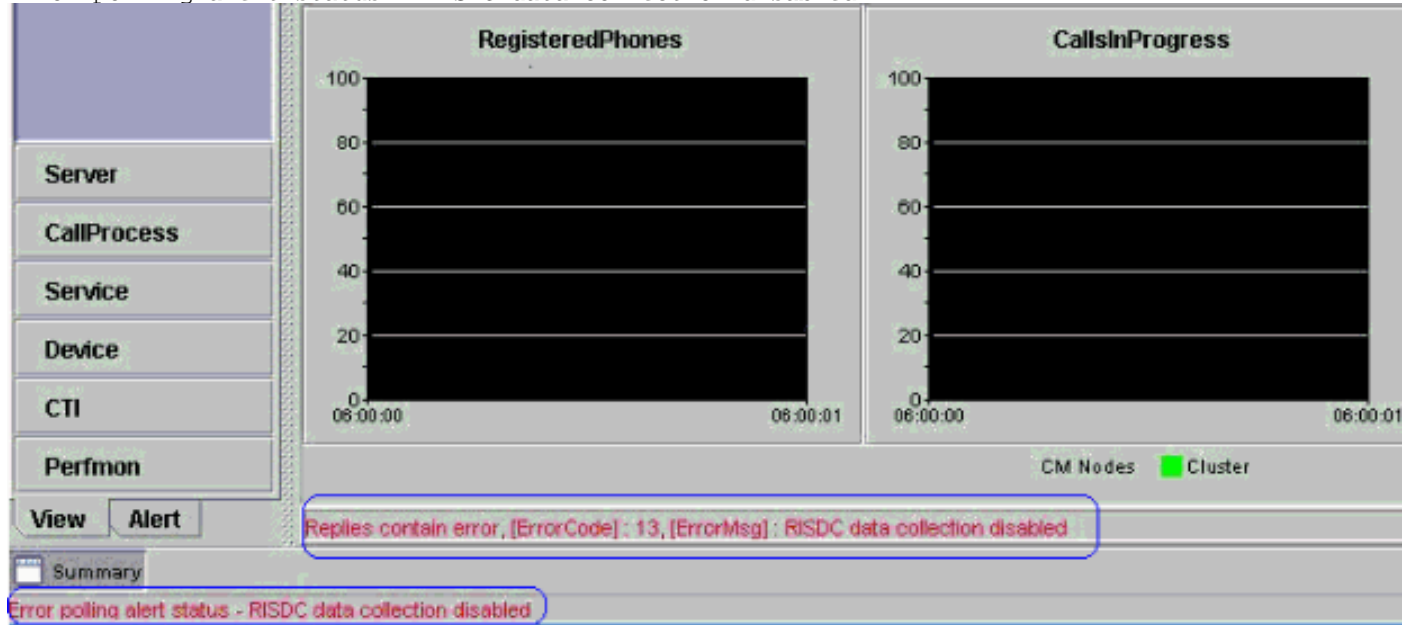 RegisteredPhones
CallsInProgress
100
80
60
40
20
0
06:00:00
06:00:01
100
80
60
40
20
0
06:00:00
06:00:01
Server
CallProcess
Service
Device
CTI
Perfmon
CM Nodes Cluster
View Alert
Replies contain error, [ErrorCode] : 13, [ErrorMsg] : RISDC data collection disabled
Summary
Error polling alert status - RISDC data collection disabled